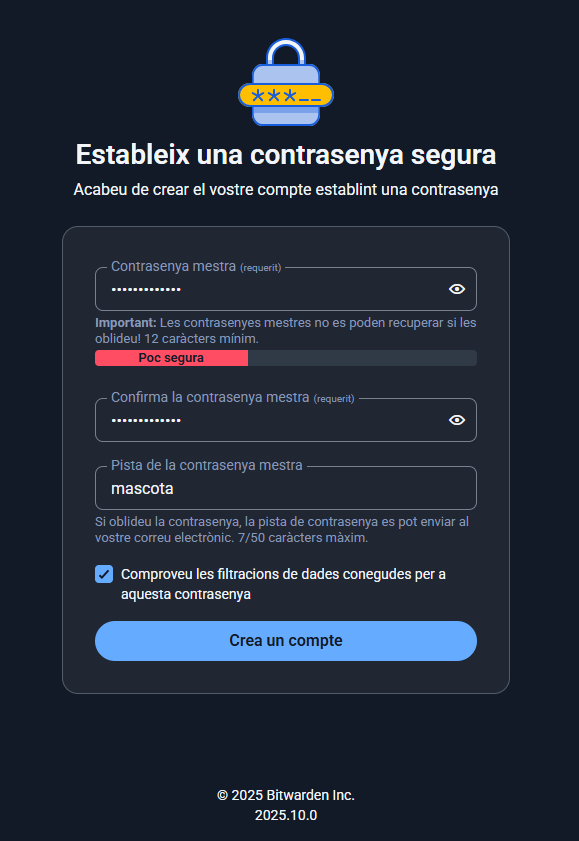 ***__
Estableix una contrasenya segura
Acabeu de crear el vostre compte establint una contrasenya
Contrasenya mestra (requerit)
•••••••••••••
Important: Les contrasenyes mestres no es poden recuperar si les
oblideu! 12 caràcters mínim.
Poc segura
Confirma la contrasenya mestra (requerit)
•••••••••••••
Pista de la contrasenya mestra
mascota
Si oblideu la contrasenya, la pista de contrasenya es pot enviar al
vostre correu electrònic. 7/50 caràcters màxim.
Comproveu les filtracions de dades conegudes per a
aquesta contrasenya
Crea un compte
© 2025 Bitwarden Inc.
2025.10.0